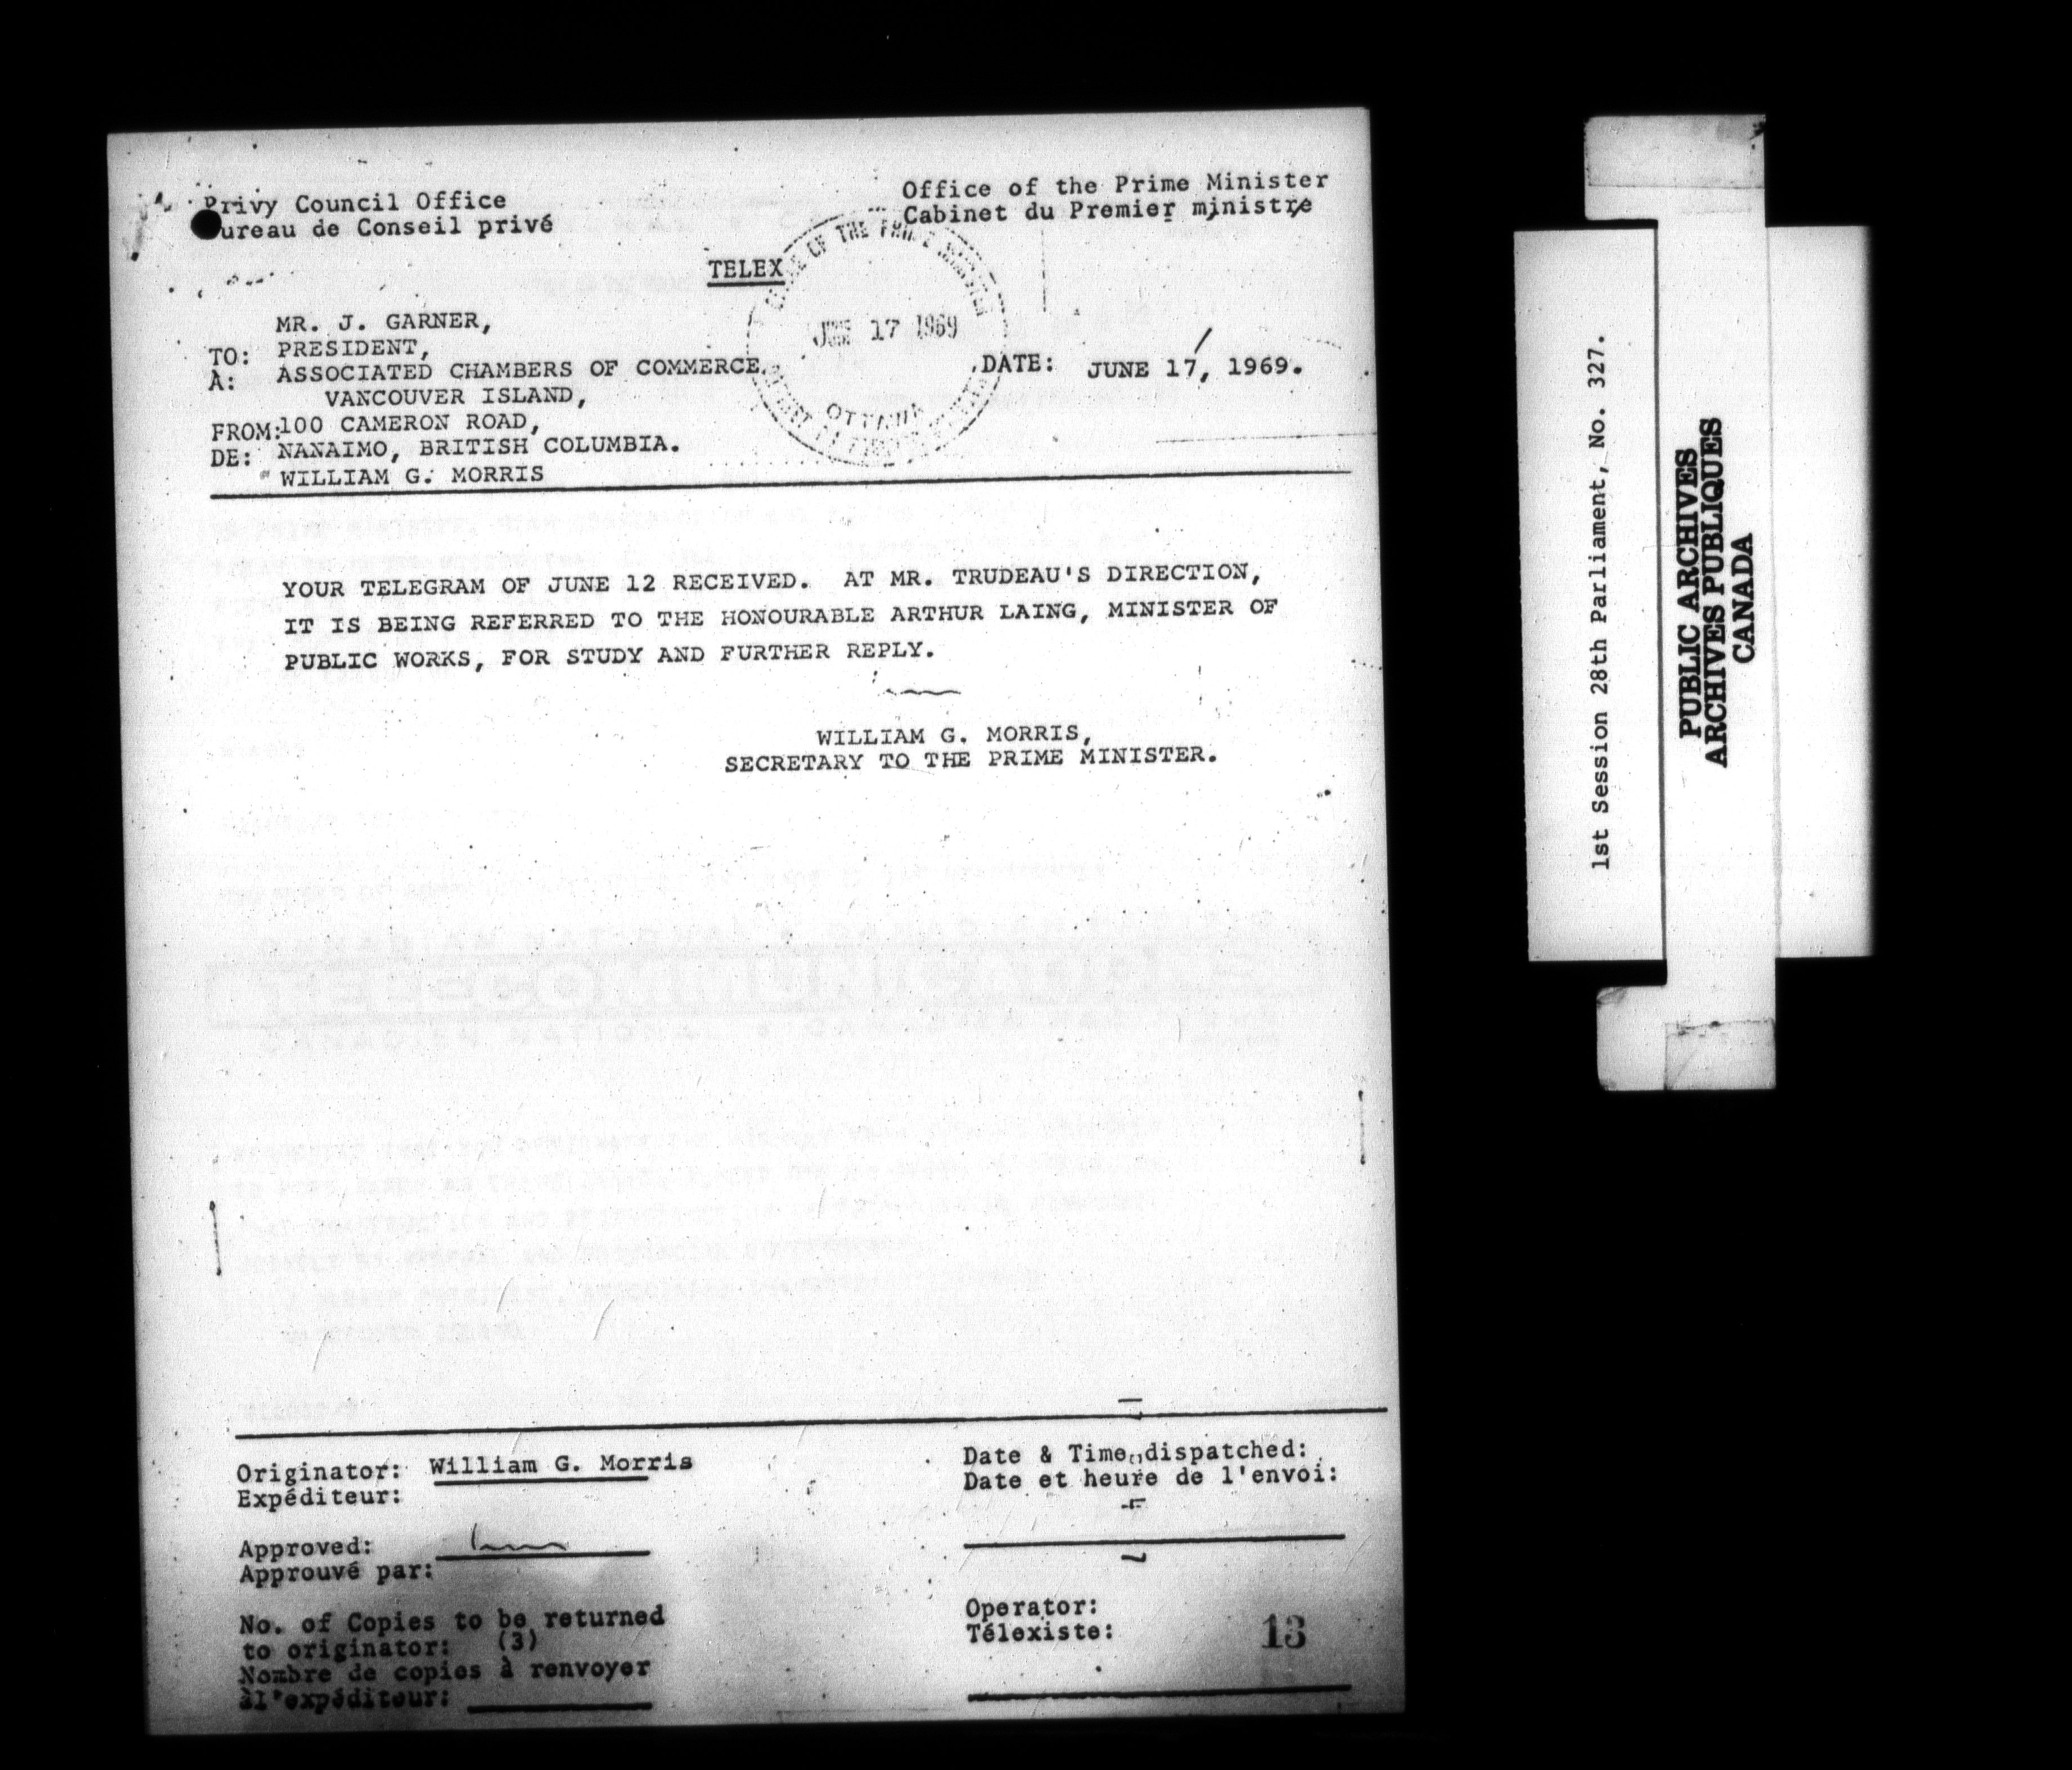 Privy Council Office
ureau de Conseil privé
Office of the Prime Minister
Cabinet du Premier ministre
TELEX
OF THE PRIME MINISTER
JUNE 17 1969
OTTAWA
TO:
À:
MR. J. GARNER,
PRESIDENT,
ASSOCIATED CHAMBERS OF COMMERCE,
VANCOUVER ISLAND,
DATE: JUNE 17, 1969.
FROM:
DE:
100 CAMERON ROAD,
NANAIMO, BRITISH COLUMBIA.
WILLIAM G. MORRIS
YOUR TELEGRAM OF JUNE 12 RECEIVED. AT MR. TRUDEAU'S DIRECTION,
IT IS BEING REFERRED TO THE HONOURABLE ARTHUR LAING, MINISTER OF
PUBLIC WORKS, FOR STUDY AND FURTHER REPLY.
WILLIAM G. MORRIS,
SECRETARY TO THE PRIME MINISTER.
Originator: William G. Morris
Expéditeur:
Date & Time dispatched:
Date et heure de l'envoi:
Approved:
Approuvé par:
No. of Copies to be returned
to originator: (3)
Nombre de copies à renvoyer
àl'expéditeur:
Operator:
Télexiste:
13
1st Session 28th Parliament, No. 327.
PUBLIC ARCHIVES
ARCHIVES PUBLIQUES
CANADA